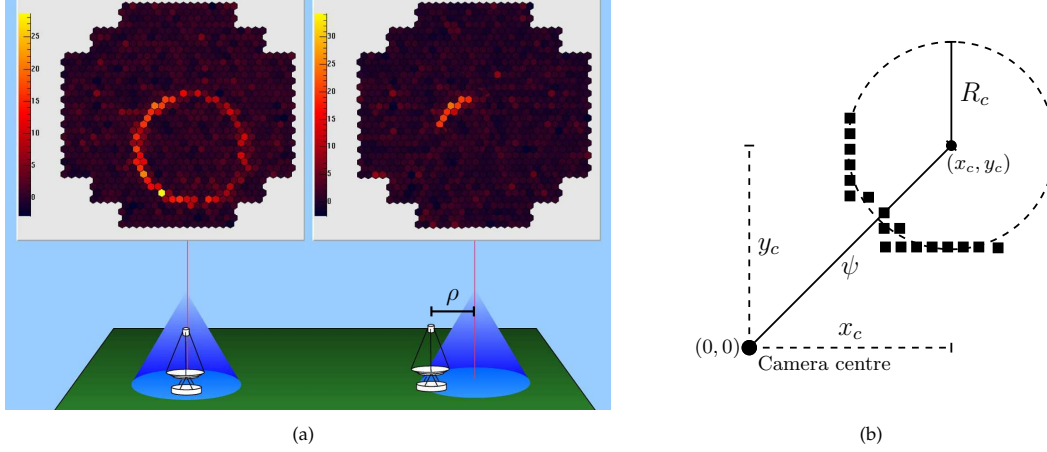 25
20
15
10
5
0
30
25
20
15
10
5
0
ρ
(a)
R_c
(x_c, y_c)
y_c
ψ
x_c
(0, 0)
Camera centre
(b)